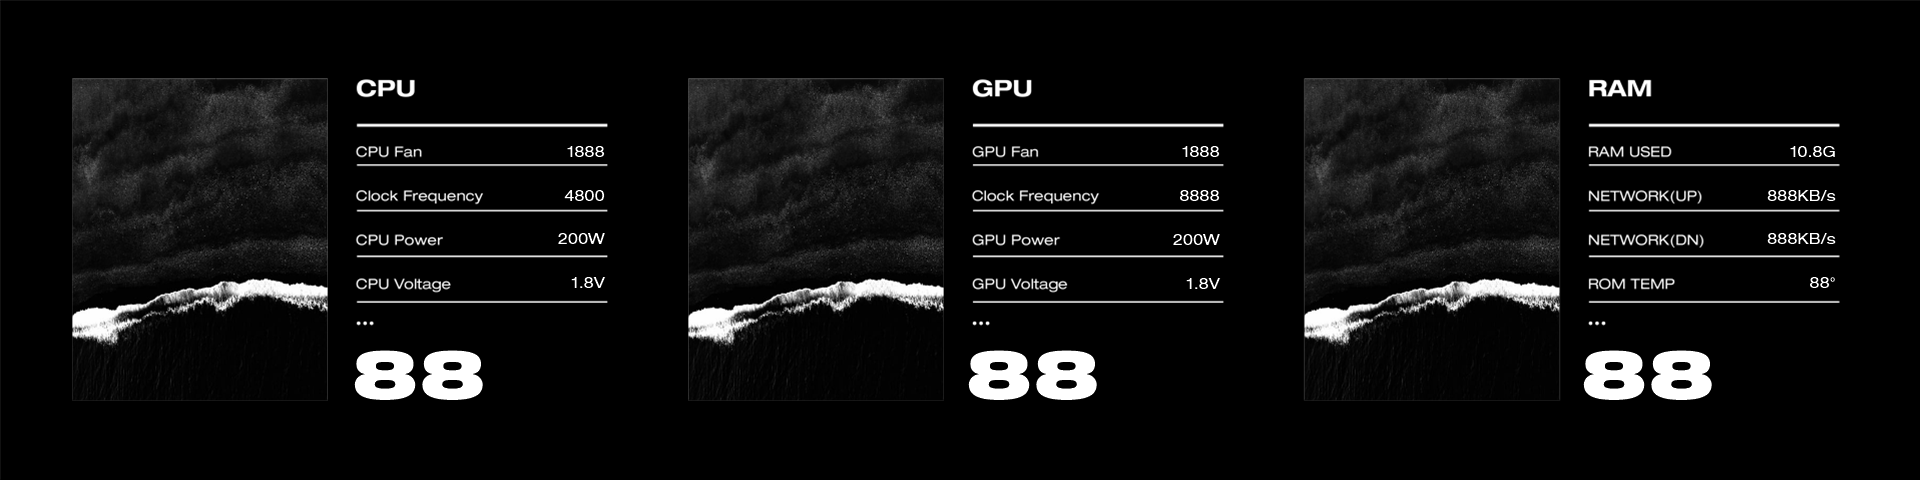 CPU
CPU Fan 1888
Clock Frequency 4800
CPU Power 200W
CPU Voltage 1.8V
...
88
GPU
GPU Fan 1888
Clock Frequency 8888
GPU Power 200W
GPU Voltage 1.8V
...
88
RAM
RAM USED 10.8G
NETWORK(UP) 888KB/s
NETWORK(DN) 888KB/s
ROM TEMP 88°
...
88